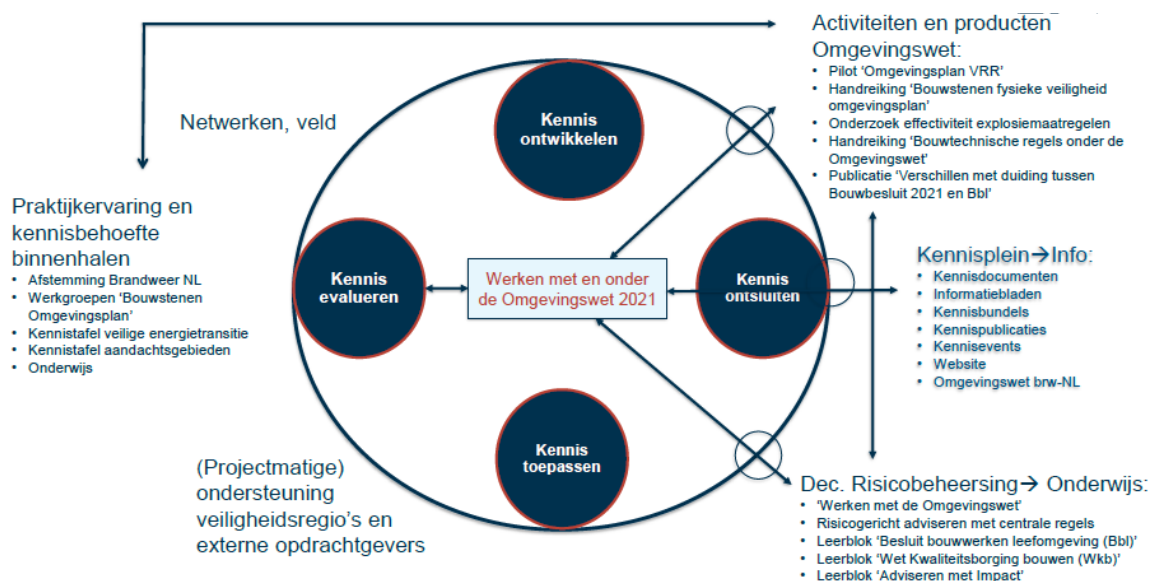 Activiteiten en producten
Omgevingswet:
• Pilot 'Omgevingsplan VRR'
• Handreiking 'Bouwstenen fysieke veiligheid
omgevingsplan'
• Onderzoek effectiviteit explosiemaatregelen
• Handreiking 'Bouwtechnische regels onder de
Omgevingswet'
• Publicatie 'Verschillen met duiding tussen
Bouwbesluit 2021 en Bbl'
Netwerken, veld
Kennis
ontwikkelen
Praktijkervaring en
kennisbehoefte
binnenhalen
• Afstemming Brandweer NL
• Werkgroepen 'Bouwstenen
Omgevingsplan'
• Kennistafel veilige energietransitie
• Kennistafel aandachtsgebieden
• Onderwijs
Kennis
evalueren
Werken met en onder
de Omgevingswet 2021
Kennis
ontsluiten
Kennisplein→Info:
• Kennisdocumenten
• Informatiebladen
• Kennisbundels
• Kennispublicaties
• Kennisevents
• Website
• Omgevingswet brw-NL
Kennis
toepassen
(Projectmatige)
ondersteuning
veiligheidsregio's en
externe opdrachtgevers
Dec. Risicobeheersing→ Onderwijs:
• 'Werken met de Omgevingswet'
• Risicogericht adviseren met centrale regels
• Leerblok 'Besluit bouwwerken leefomgeving (Bbl)'
• Leerblok 'Wet Kwaliteitsborging bouwen (Wkb)'
• Leerblok 'Adviseren met Impact'